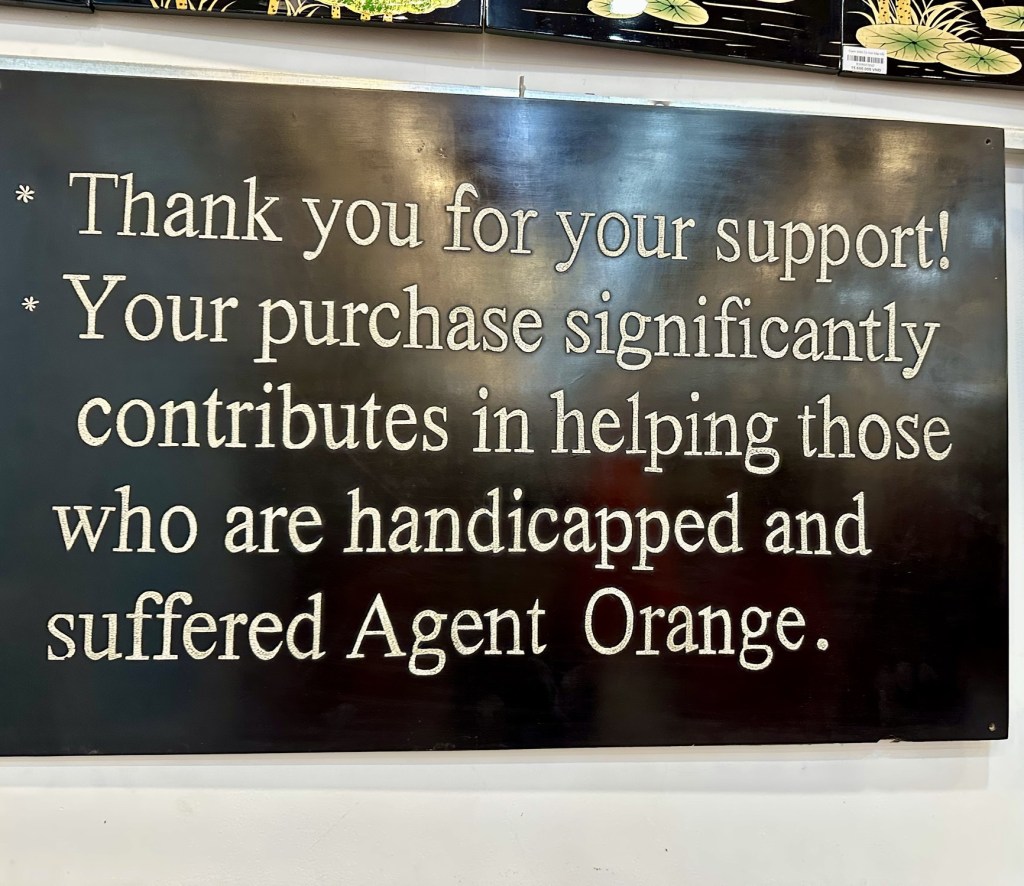 * Thank you for your support!
* Your purchase significantly
contributes in helping those
who are handicapped and
suffered Agent Orange.